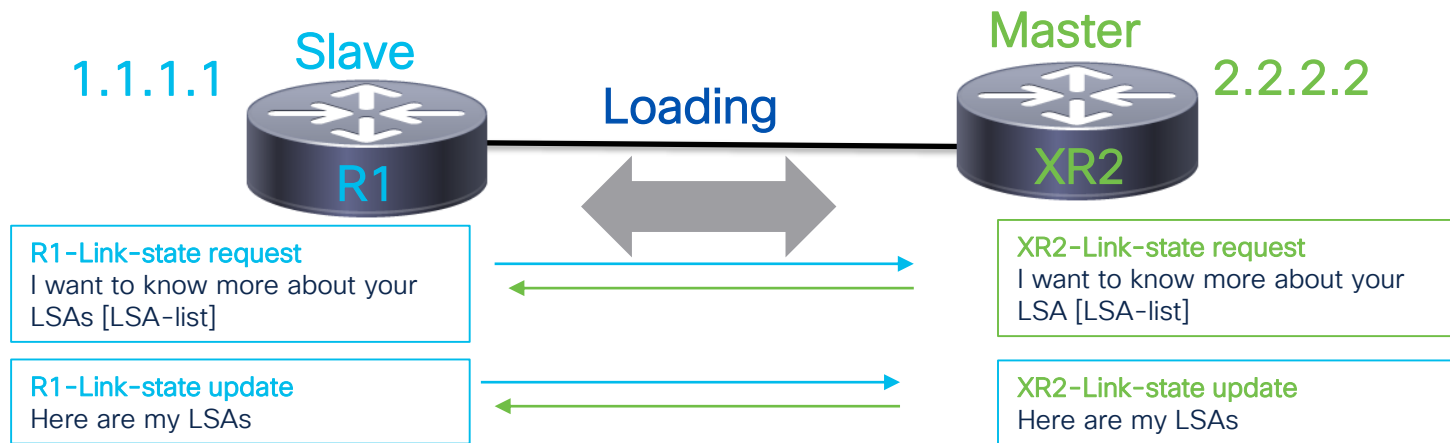 Slave
Master
1.1.1.1
2.2.2.2
Loading
R1
XR2
R1-Link-state request
I want to know more about your
LSAs [LSA-list]
XR2-Link-state request
I want to know more about your
LSA [LSA-list]
R1-Link-state update
Here are my LSAs
XR2-Link-state update
Here are my LSAs